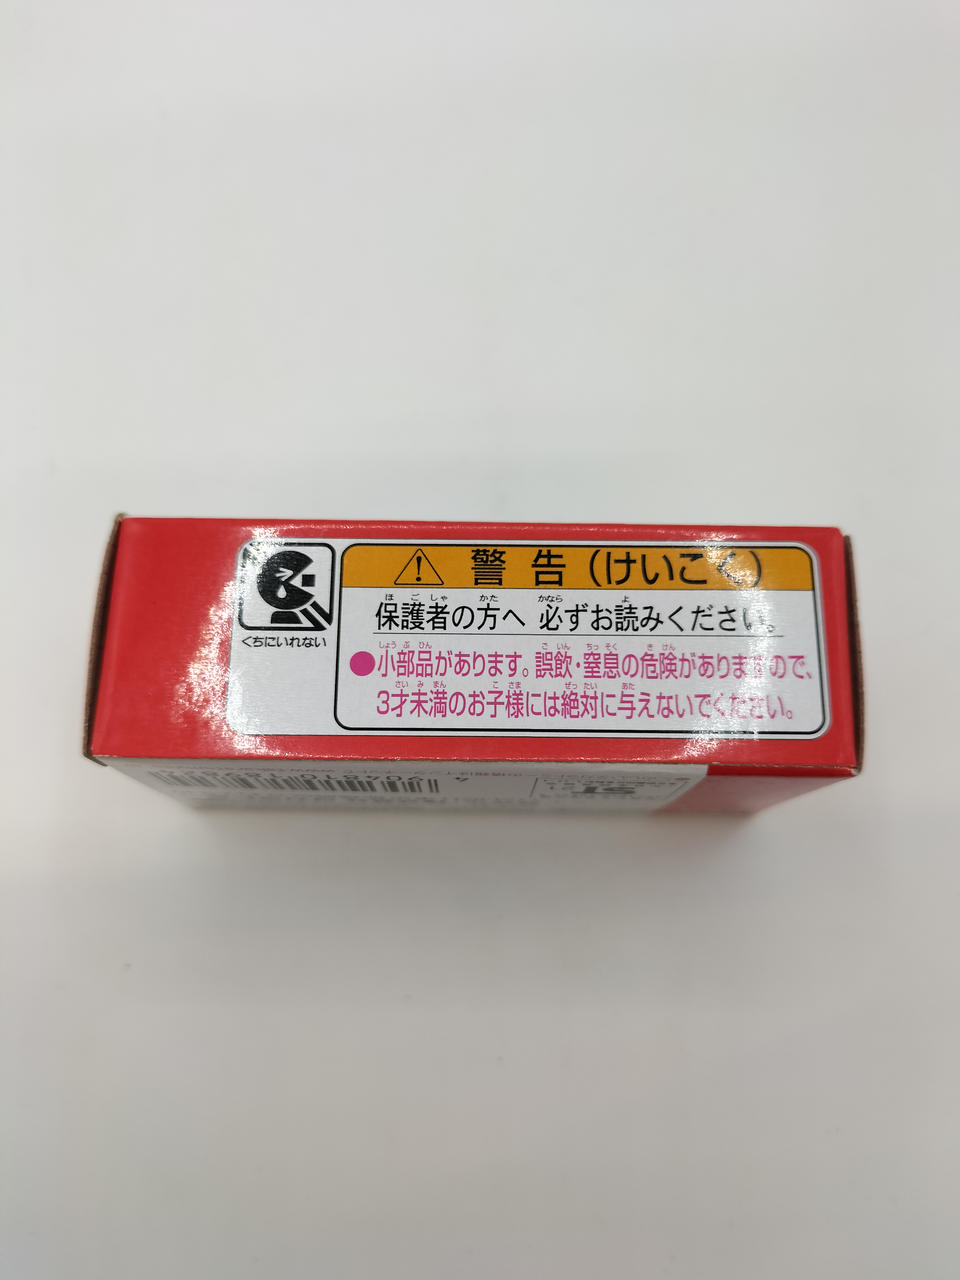 警告(けいこく)
くちにいれない
保護者の方へ 必ずお読みください。
●小部品があります。誤飲・窒息の危険がありますので、
3才未満のお子様には絶対に与えないでください。
ST